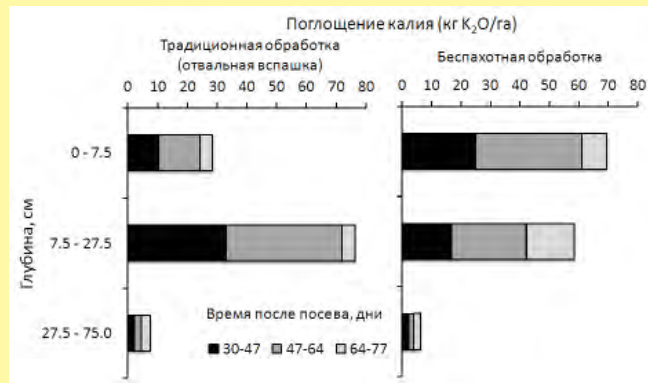 Поглощение калия (кг K₂O/га)
Традиционная обработка
(отвальная вспашка)
Беспахотная обработка
0 10 20 30 40 50 60 70 80
0 10 20 30 40 50 60 70 80
Глубина, см
0 - 7.5
7.5 - 27.5
27.5 - 75.0
Время после посева, дни
30-47 47-64 64-77